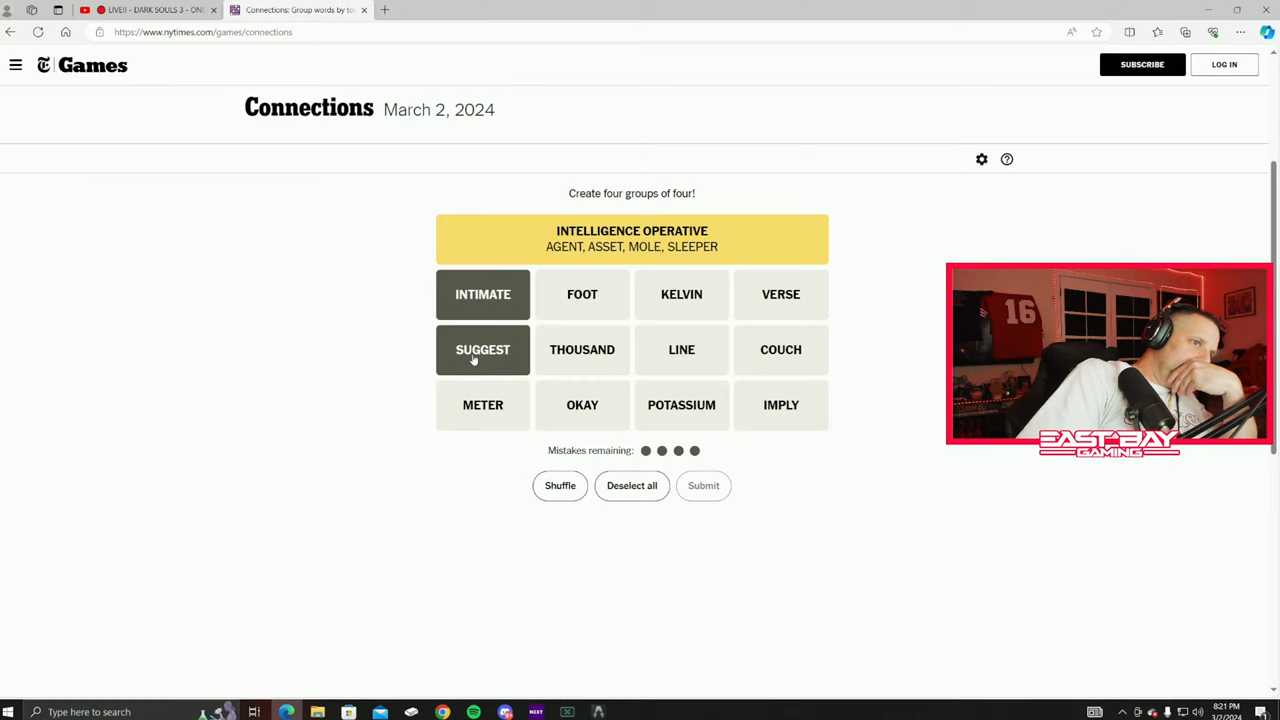 LIVE!! - DARK SOULS 3 - ONE
Connections: Group words by to
https://www.nytimes.com/games/connections
T Games
SUBSCRIBE
LOG IN
Connections March 2, 2024
Create four groups of four!
INTELLIGENCE OPERATIVE
AGENT, ASSET, MOLE, SLEEPER
INTIMATE FOOT KELVIN VERSE
SUGGEST THOUSAND LINE COUCH
METER OKAY POTASSIUM IMPLY
16
EAST BAY
GAMING
Mistakes remaining:
Shuffle Deselect all Submit
Type here to search
NZXT
8:21 PM
3/2/2024